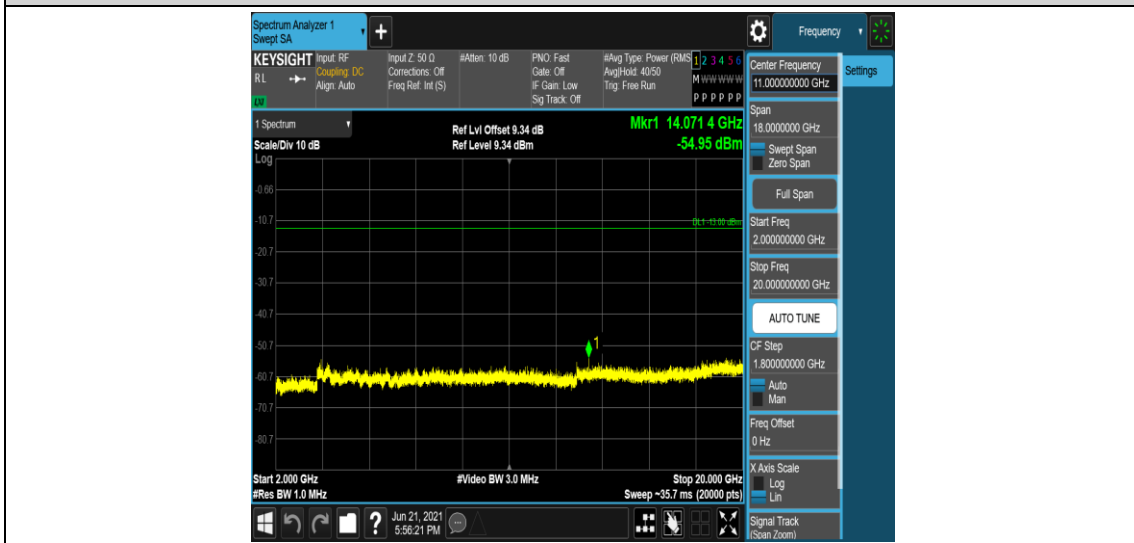 Spectrum Analyzer 1
Swept SA
+
Frequency
KEYSIGHT
RL
LXI
Input: RF
Coupling: DC
Align: Auto
Input Z: 50 Ω
Corrections: Off
Freq Ref: Int (S)
#Atten: 10 dB
PNO: Fast
Gate: Off
IF Gain: Low
Sig Track: Off
#Avg Type: Power (RMS
Avg|Hold: 40/50
Trig: Free Run
1 2 3 4 5 6
M W W W W W
P P P P P P
Center Frequency
11.000000000 GHz
Settings
1 Spectrum
Scale/Div 10 dB
Ref Lvl Offset 9.34 dB
Ref Level 9.34 dBm
Mkr1 14.071 4 GHz
-54.95 dBm
Log
-0.66
-10.7
-20.7
-30.7
-40.7
-50.7
-60.7
-70.7
-80.7
DL1 -13.00 dBm
1
Start 2.000 GHz
#Res BW 1.0 MHz
#Video BW 3.0 MHz
Stop 20.000 GHz
Sweep ~35.7 ms (20000 pts)
Span
18.0000000 GHz
Swept Span
Zero Span
Full Span
Start Freq
2.000000000 GHz
Stop Freq
20.000000000 GHz
AUTO TUNE
CF Step
1.800000000 GHz
Auto
Man
Freq Offset
0 Hz
X Axis Scale
Log
Lin
Signal Track
(Span Zoom)
?
Jun 21, 2021
5:56:21 PM